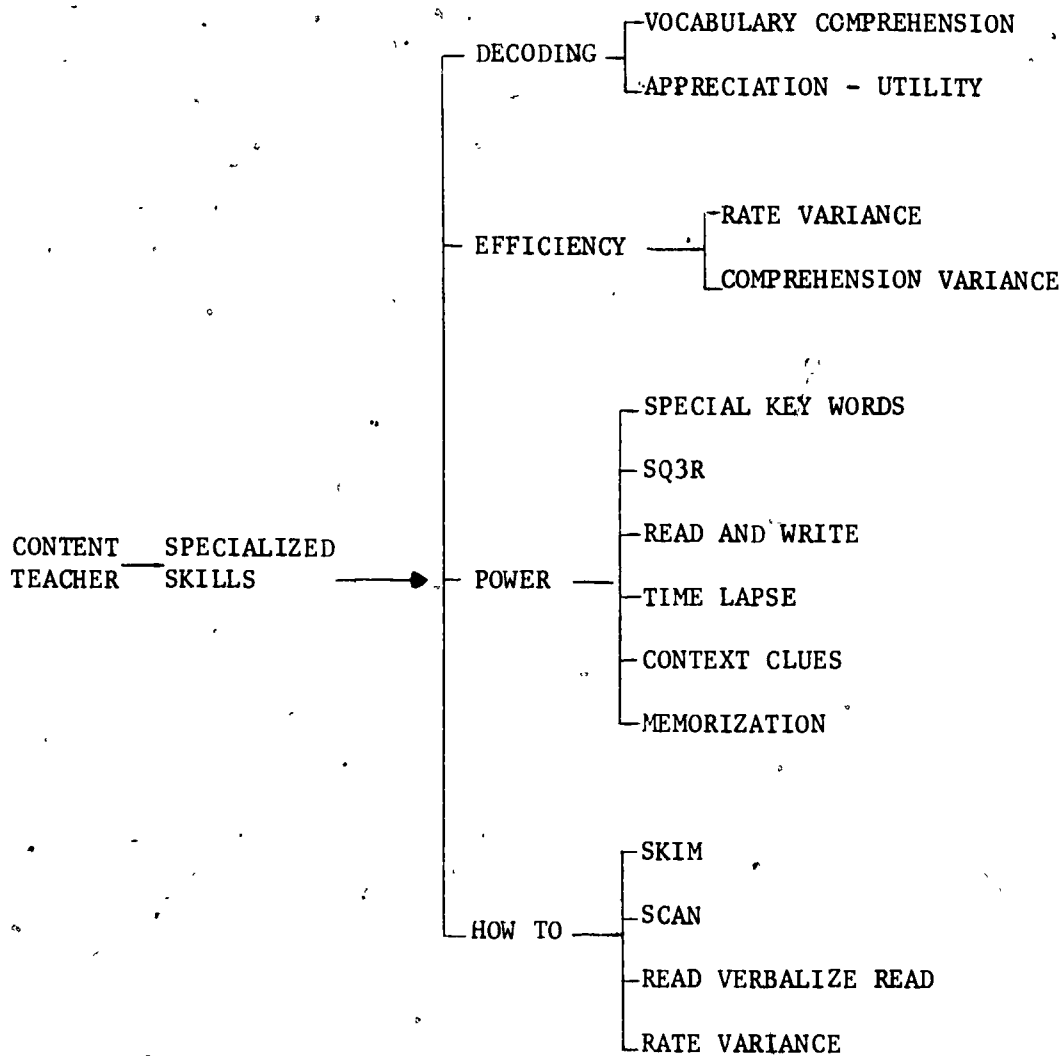 VOCABULARY COMPREHENSION
DECODING
APPRECIATION - UTILITY
RATE VARIANCE
EFFICIENCY
COMPREHENSION VARIANCE
SPECIAL KEY WORDS
SQ3R
READ AND WRITE
CONTENT SPECIALIZED
TEACHER SKILLS
POWER
TIME LAPSE
CONTEXT CLUES
MEMORIZATION
SKIM
SCAN
HOW TO
READ VERBALIZE READ
RATE VARIANCE